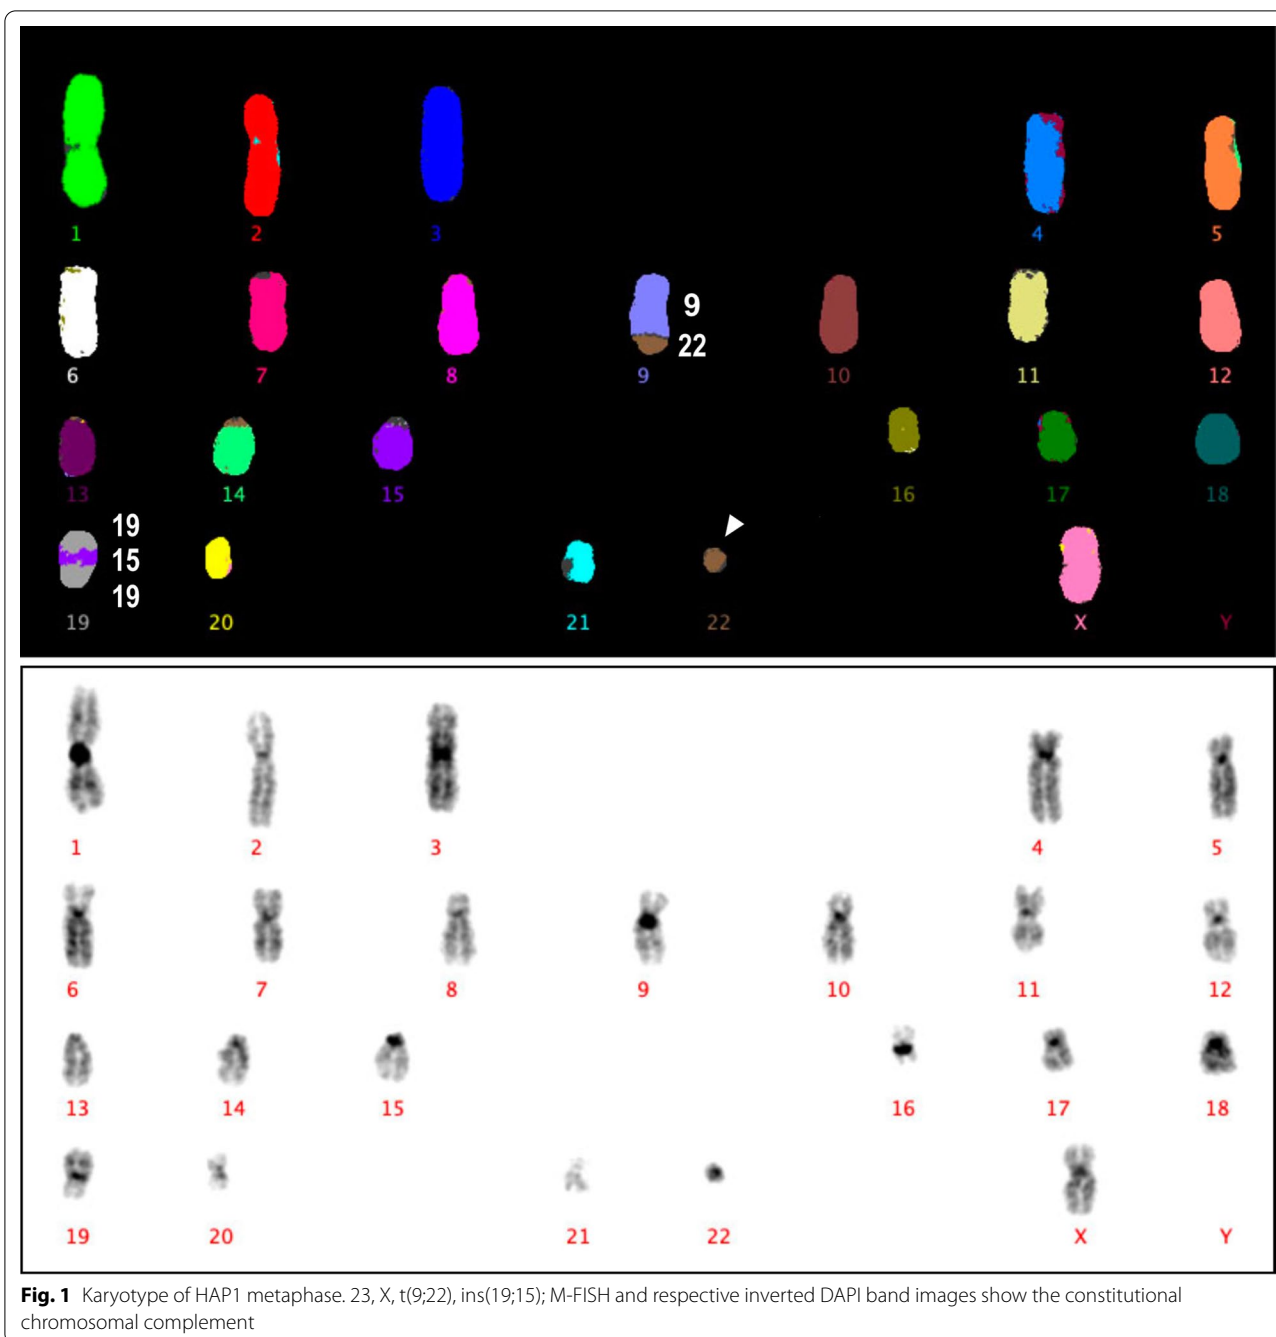 1 2 3 4 5
9
22
6 7 8 9 10 11 12
13 14 15 16 17 18
19
15
19
19 20 21 22 X Y
1 2 3 4 5
6 7 8 9 10 11 12
13 14 15 16 17 18
19 20 21 22 X Y
Fig. 1 Karyotype of HAP1 metaphase. 23, X, t(9;22), ins(19;15); M-FISH and respective inverted DAPI band images show the constitutional
chromosomal complement